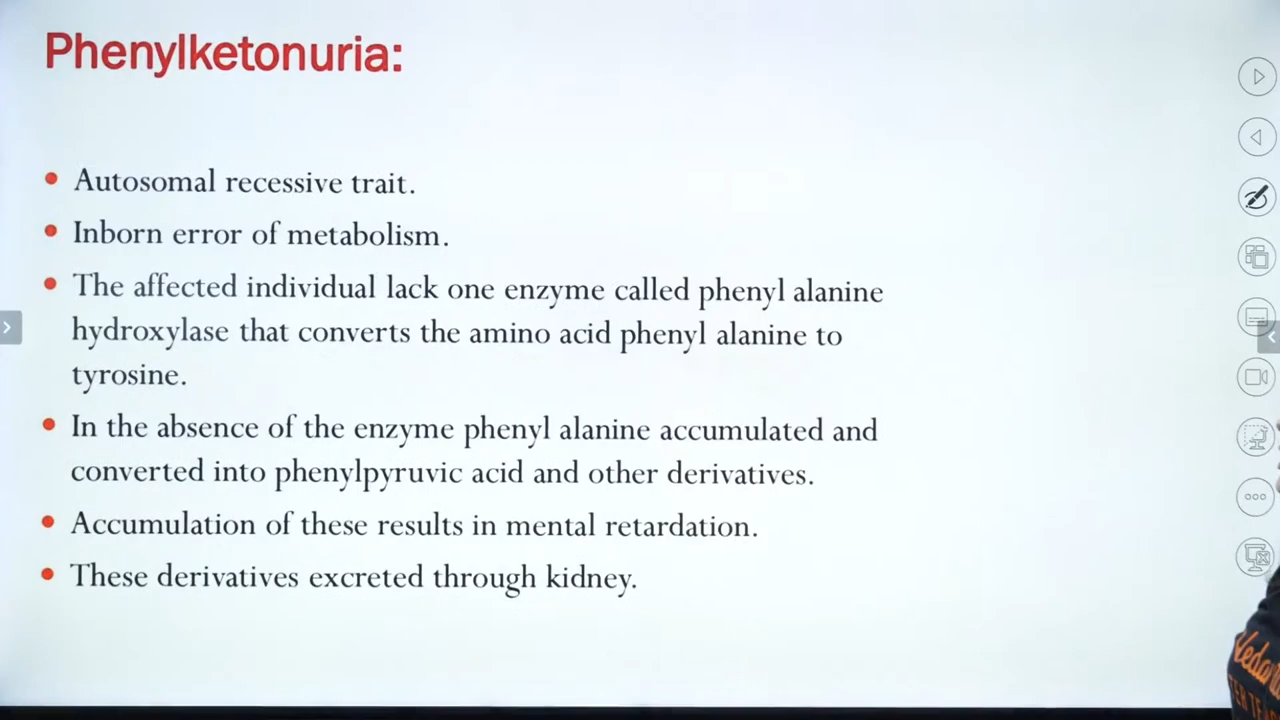 Phenylketonuria:
• Autosomal recessive trait.
• Inborn error of metabolism.
• The affected individual lack one enzyme called phenyl alanine
hydroxylase that converts the amino acid phenyl alanine to
tyrosine.
• In the absence of the enzyme phenyl alanine accumulated and
converted into phenylpyruvic acid and other derivatives.
• Accumulation of these results in mental retardation.
• These derivatives excreted through kidney.